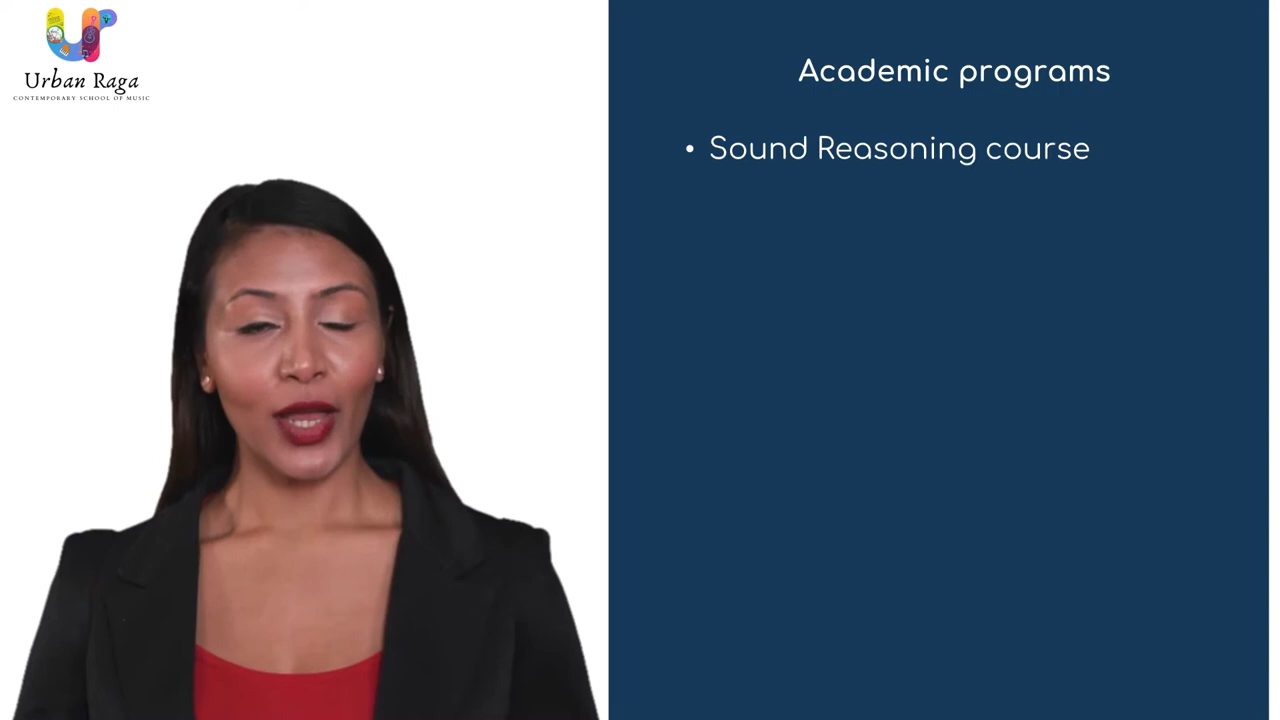 Urban Raga
CONTEMPORARY SCHOOL OF MUSIC
Academic programs
• Sound Reasoning course